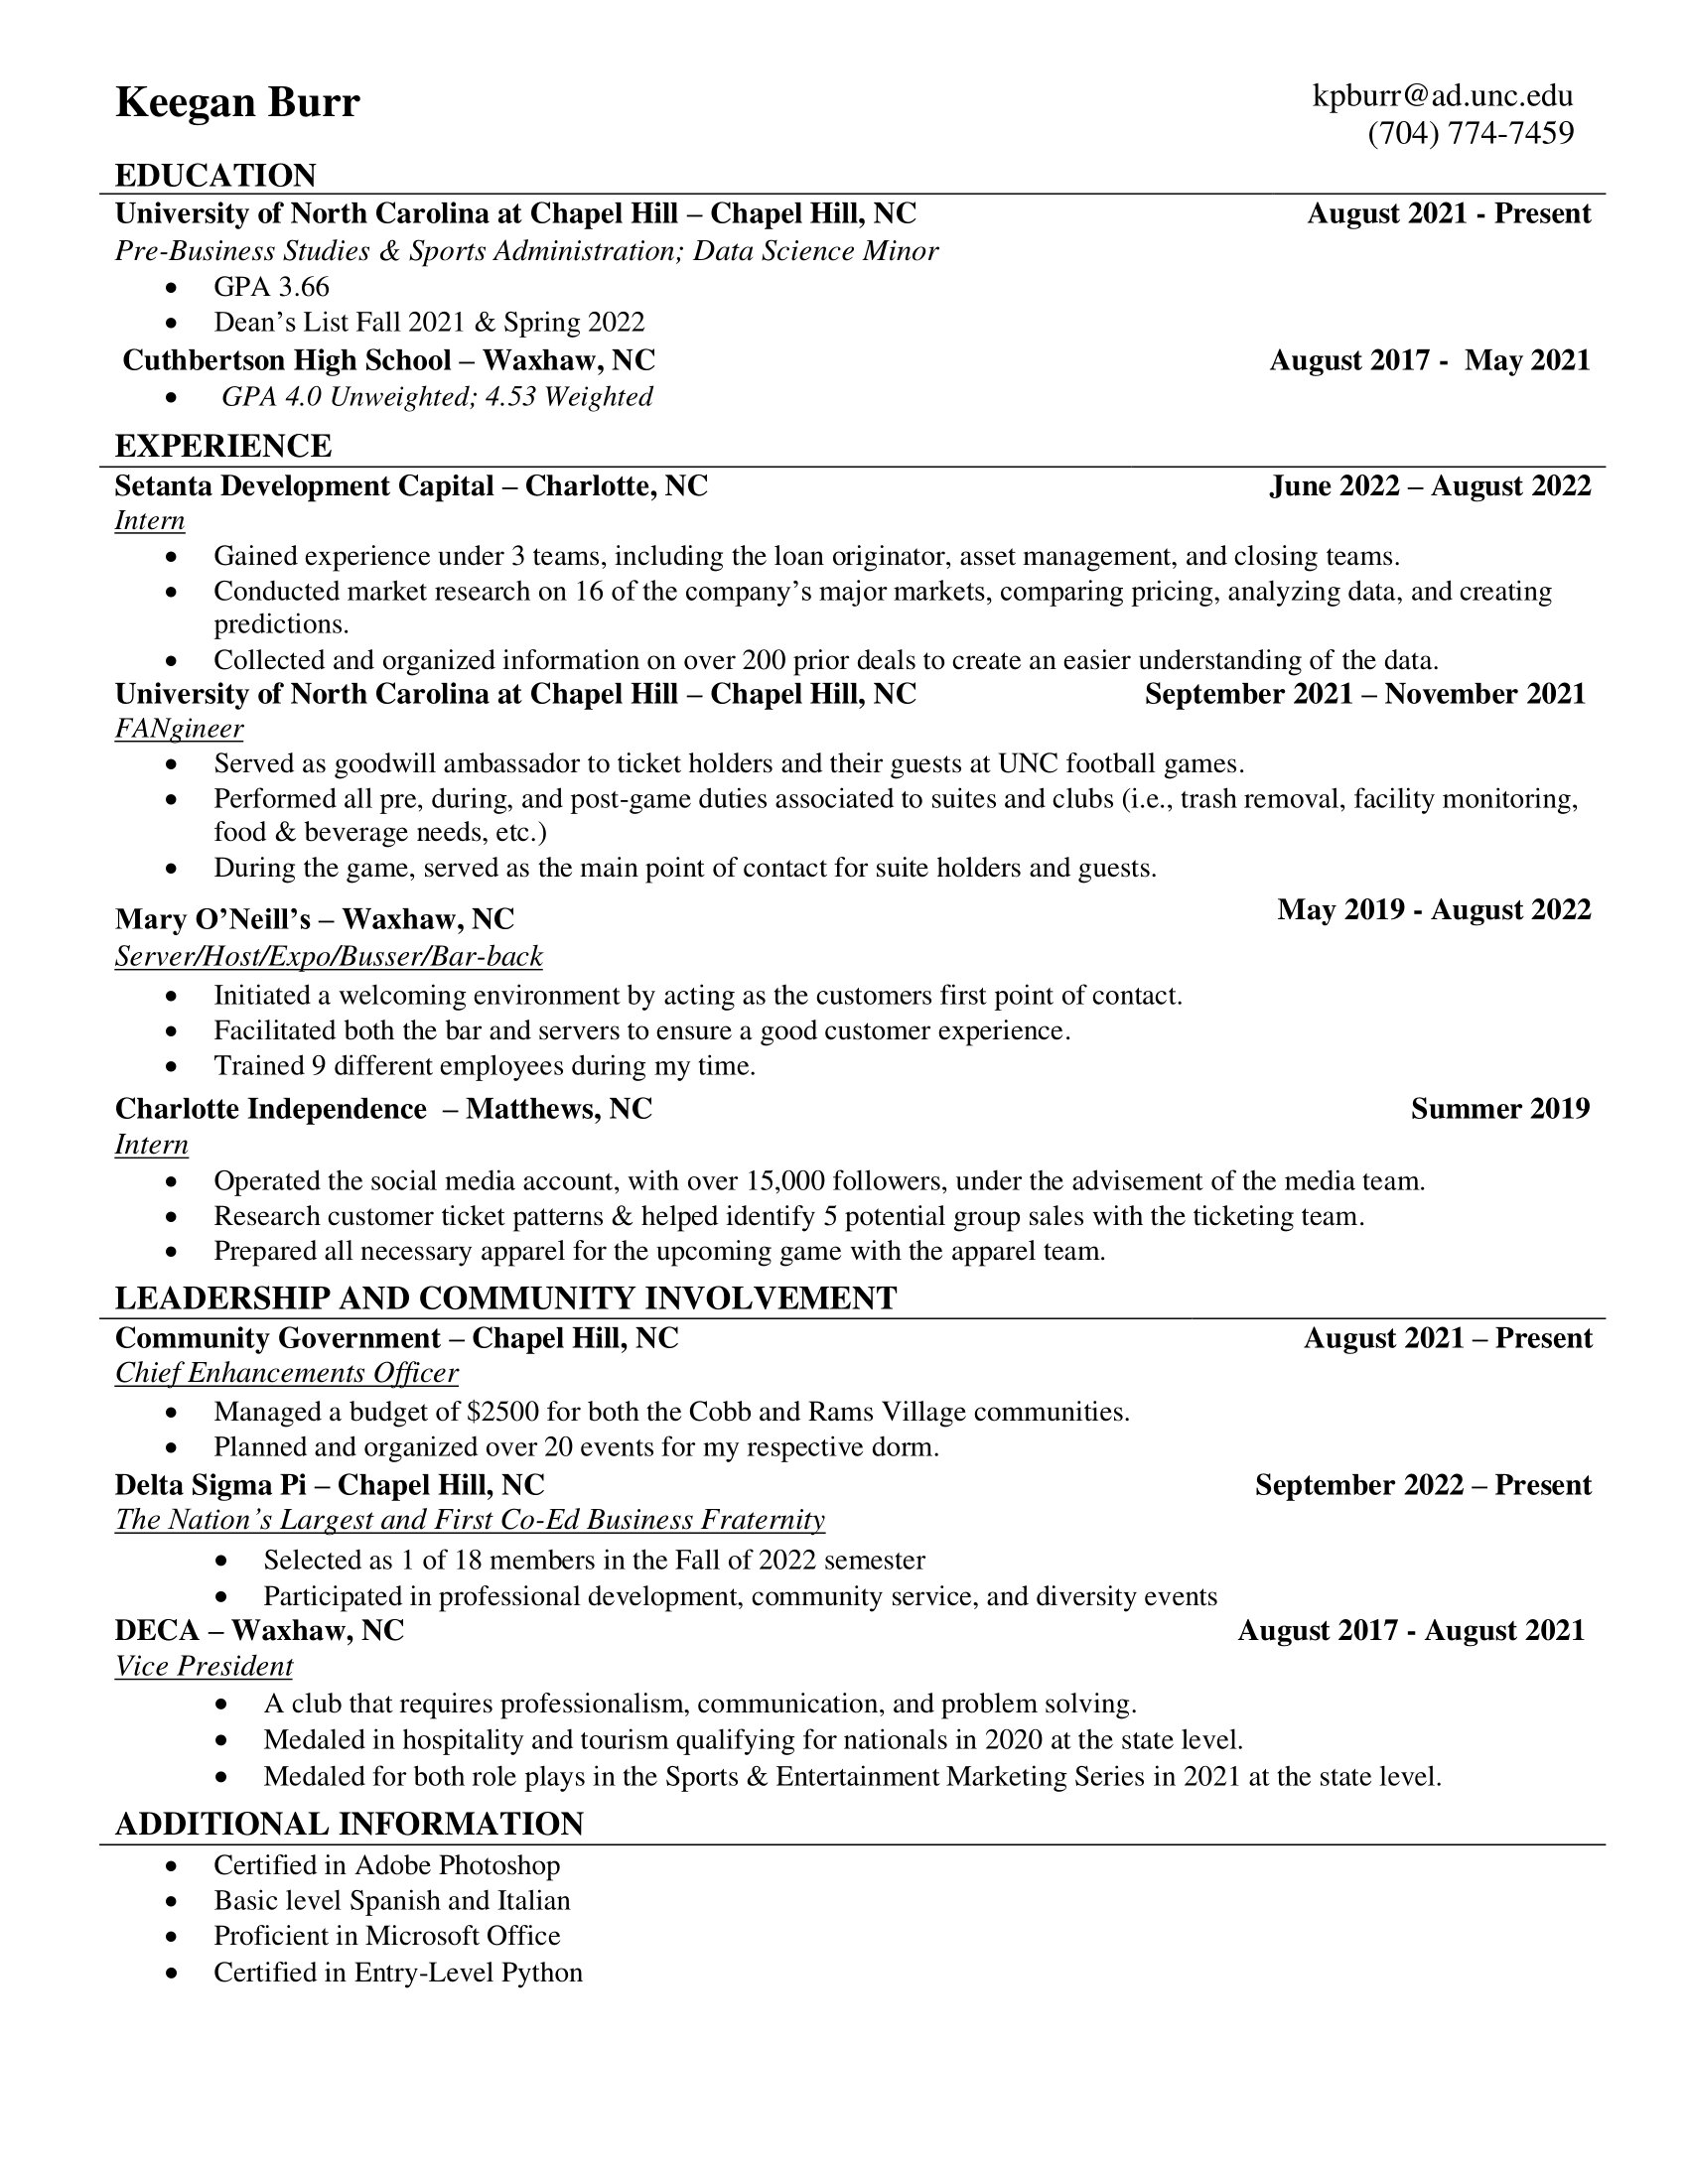 Keegan Burr
kpburr@ad.unc.edu
(704) 774-7459
EDUCATION
University of North Carolina at Chapel Hill – Chapel Hill, NC August 2021 - Present
Pre-Business Studies & Sports Administration; Data Science Minor
• GPA 3.66
• Dean’s List Fall 2021 & Spring 2022
Cuthbertson High School – Waxhaw, NC August 2017 - May 2021
• GPA 4.0 Unweighted; 4.53 Weighted
EXPERIENCE
Setanta Development Capital – Charlotte, NC June 2022 – August 2022
Intern
• Gained experience under 3 teams, including the loan originator, asset management, and closing teams.
• Conducted market research on 16 of the company’s major markets, comparing pricing, analyzing data, and creating
predictions.
• Collected and organized information on over 200 prior deals to create an easier understanding of the data.
University of North Carolina at Chapel Hill – Chapel Hill, NC September 2021 – November 2021
FANgineer
• Served as goodwill ambassador to ticket holders and their guests at UNC football games.
• Performed all pre, during, and post-game duties associated to suites and clubs (i.e., trash removal, facility monitoring,
food & beverage needs, etc.)
• During the game, served as the main point of contact for suite holders and guests.
Mary O’Neill’s – Waxhaw, NC May 2019 - August 2022
Server/Host/Expo/Busser/Bar-back
• Initiated a welcoming environment by acting as the customers first point of contact.
• Facilitated both the bar and servers to ensure a good customer experience.
• Trained 9 different employees during my time.
Charlotte Independence – Matthews, NC Summer 2019
Intern
• Operated the social media account, with over 15,000 followers, under the advisement of the media team.
• Research customer ticket patterns & helped identify 5 potential group sales with the ticketing team.
• Prepared all necessary apparel for the upcoming game with the apparel team.
LEADERSHIP AND COMMUNITY INVOLVEMENT
Community Government – Chapel Hill, NC August 2021 – Present
Chief Enhancements Officer
• Managed a budget of $2500 for both the Cobb and Rams Village communities.
• Planned and organized over 20 events for my respective dorm.
Delta Sigma Pi – Chapel Hill, NC September 2022 – Present
The Nation’s Largest and First Co-Ed Business Fraternity
• Selected as 1 of 18 members in the Fall of 2022 semester
• Participated in professional development, community service, and diversity events
DECA – Waxhaw, NC August 2017 - August 2021
Vice President
• A club that requires professionalism, communication, and problem solving.
• Medaled in hospitality and tourism qualifying for nationals in 2020 at the state level.
• Medaled for both role plays in the Sports & Entertainment Marketing Series in 2021 at the state level.
ADDITIONAL INFORMATION
• Certified in Adobe Photoshop
• Basic level Spanish and Italian
• Proficient in Microsoft Office
• Certified in Entry-Level Python